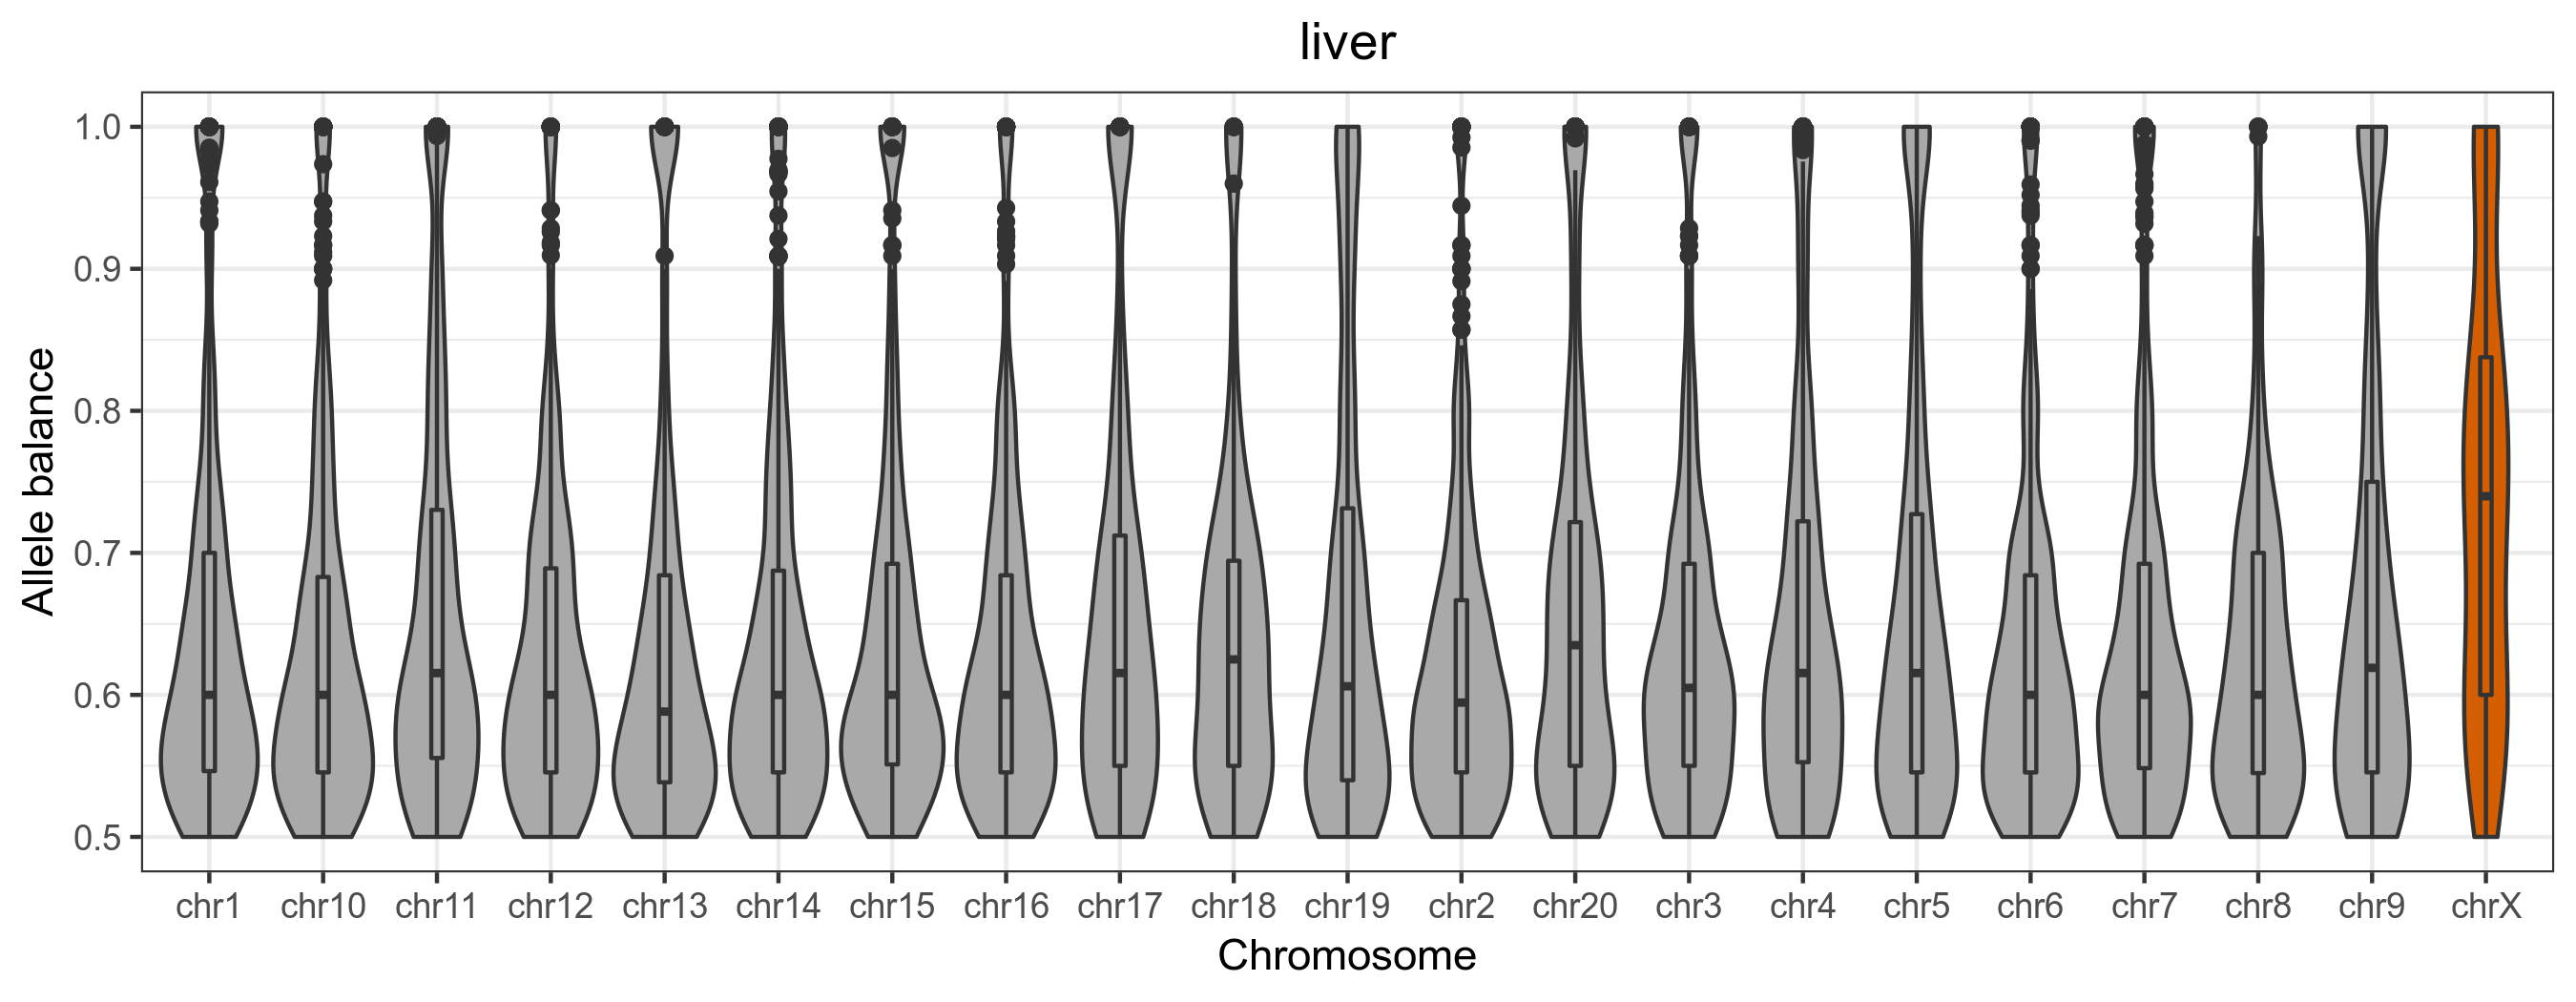 liver
Allele balance
1.0
0.9
0.8
0.7
0.6
0.5
chr1 chr10 chr11 chr12 chr13 chr14 chr15 chr16 chr17 chr18 chr19 chr2 chr20 chr3 chr4 chr5 chr6 chr7 chr8 chr9 chrX
Chromosome